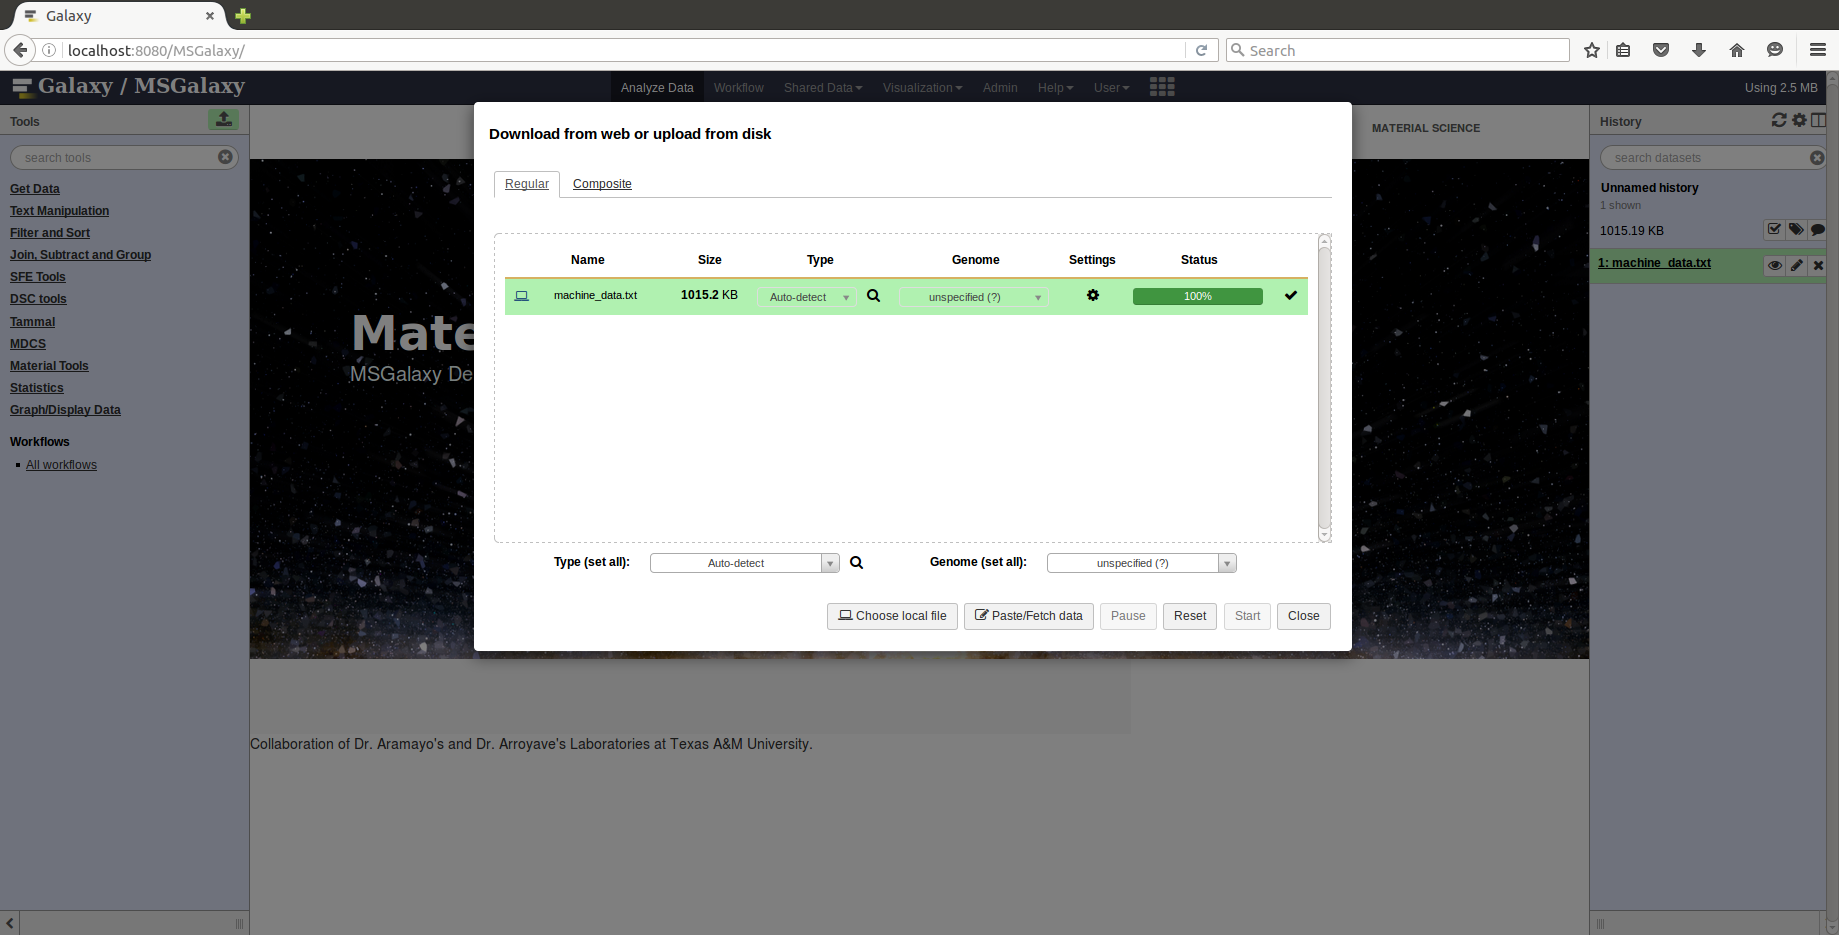 Galaxy
localhost:8080/MSGalaxy/
Search
Galaxy / MSGalaxy
Analyze Data
Workflow
Shared Data
Visualization
Admin
Help
User
Using 2.5 MB
Tools
search tools
Get Data
Text Manipulation
Filter and Sort
Join, Subtract and Group
SFE Tools
DSC tools
Tammal
MDCS
Material Tools
Statistics
Graph/Display Data
Workflows
All workflows
MATERIAL SCIENCE
Mate
MSGalaxy De
Download from web or upload from disk
Regular
Composite
Name Size Type Genome Settings Status
machine_data.txt 1015.2 KB Auto-detect unspecified (?) 100%
Type (set all): Auto-detect Genome (set all): unspecified (?)
Choose local file
Paste/Fetch data
Pause
Reset
Start
Close
Collaboration of Dr. Aramayo's and Dr. Arroyave's Laboratories at Texas A&M University.
History
search datasets
Unnamed history
1 shown
1015.19 KB
1: machine_data.txt